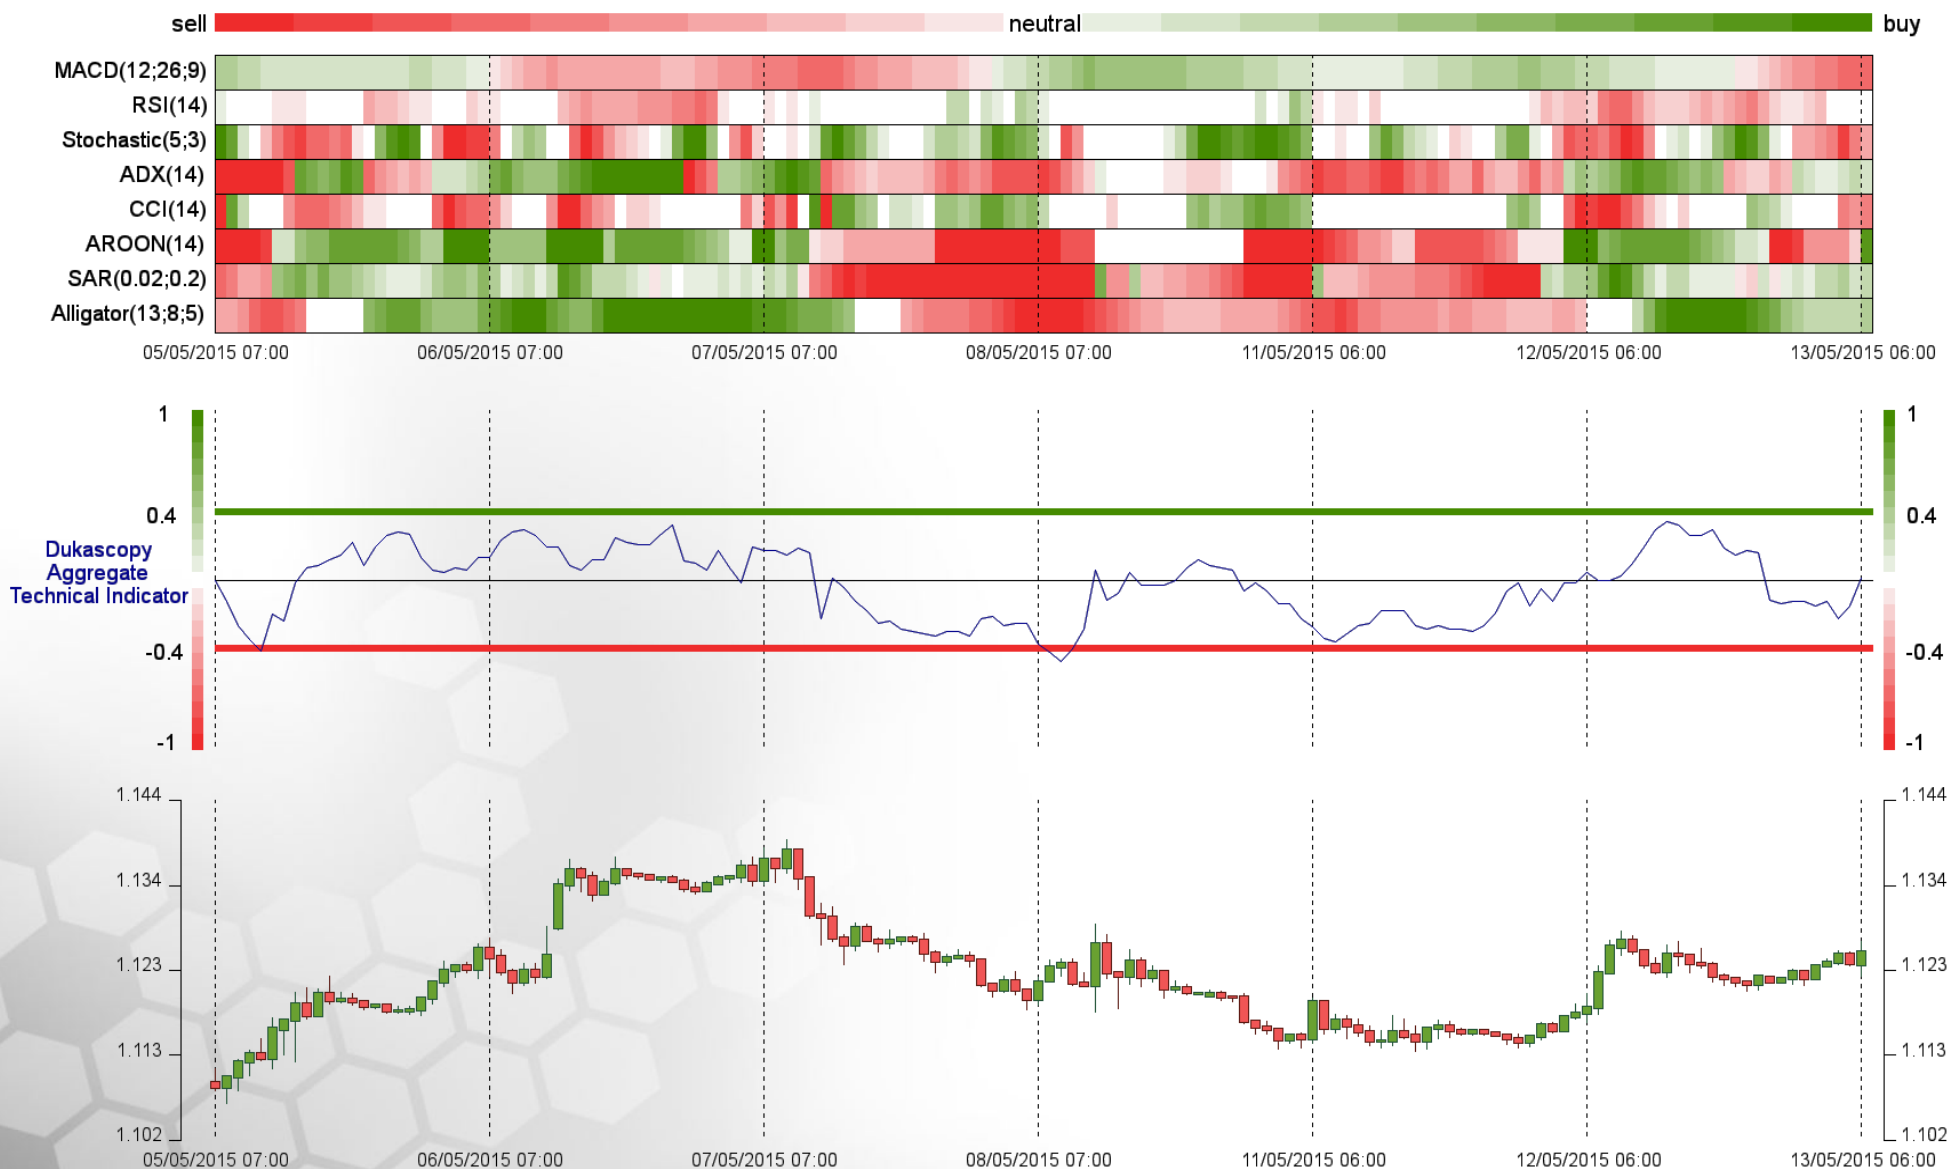 sell neutral buy
MACD(12;26;9)
RSI(14)
Stochastic(5;3)
ADX(14)
CCI(14)
AROON(14)
SAR(0.02;0.2)
Alligator(13;8;5)
05/05/2015 07:00 06/05/2015 07:00 07/05/2015 07:00 08/05/2015 07:00 11/05/2015 06:00 12/05/2015 06:00 13/05/2015 06:00
1 1
0.4 0.4
Dukascopy
Aggregate
Technical Indicator
-0.4 -0.4
-1 -1
1.144 1.144
1.134 1.134
1.123 1.123
1.113 1.113
1.102 1.102
05/05/2015 07:00 06/05/2015 07:00 07/05/2015 07:00 08/05/2015 07:00 11/05/2015 06:00 12/05/2015 06:00 13/05/2015 06:00